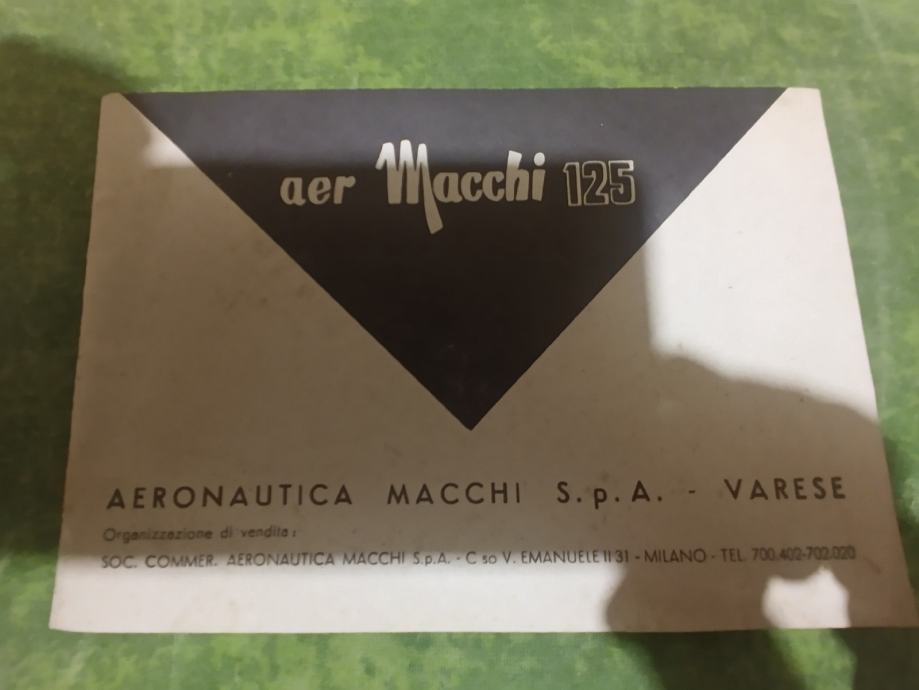 aer Macchi 125
AERONAUTICA MACCHI S.p.A. - VARESE
Organizzazione di vendita:
SOC. COMMER. AERONAUTICA MACCHI S.p.A. - C so V. EMANUELE II 31 - MILANO - TEL. 700.402-702.020